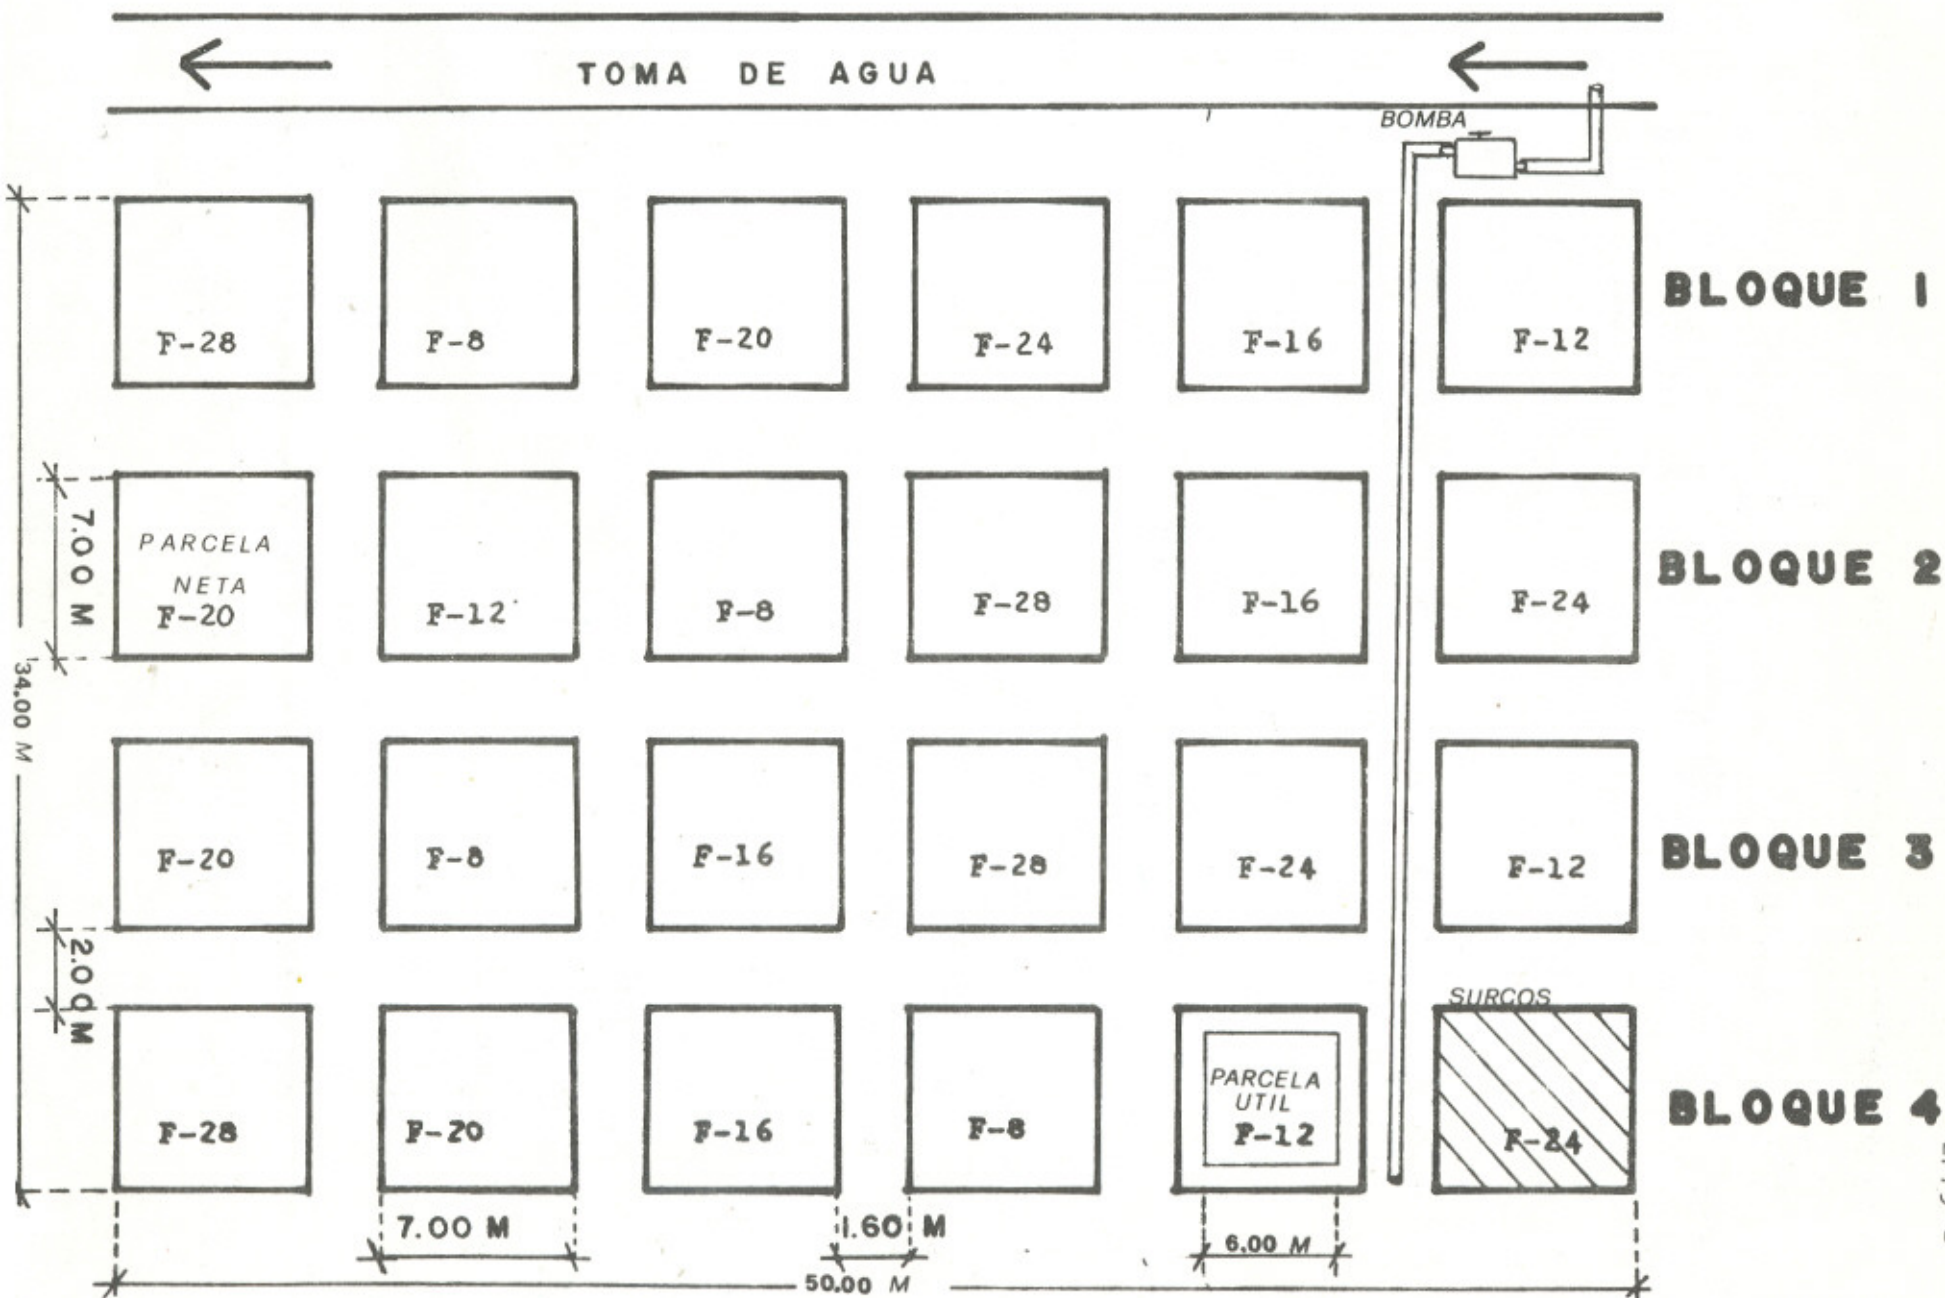 TOMA DE AGUA
BOMBA
F-28 F-8 F-20 F-24 F-16 F-12 BLOQUE 1
7.00 M
PARCELA
NETA
F-20 F-12 F-8 F-28 F-16 F-24 BLOQUE 2
34.00 M
F-20 F-8 F-16 F-28 F-24 F-12 BLOQUE 3
2.00 M
SURCOS
PARCELA
UTIL
F-28 F-20 F-16 F-8 F-12 F-24 BLOQUE 4
7.00 M 1.60 M 6.00 M
50.00 M